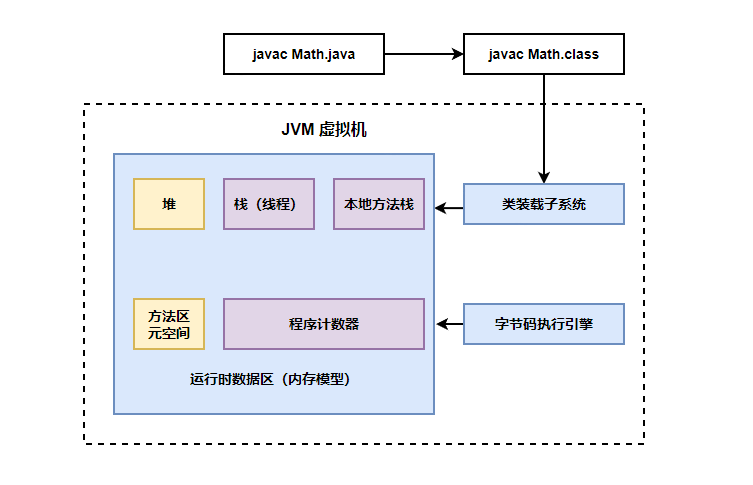 javac Math.java
javac Math.class
JVM 虚拟机
堆
栈（线程）
本地方法栈
类装载子系统
方法区
元空间
程序计数器
字节码执行引擎
运行时数据区（内存模型）